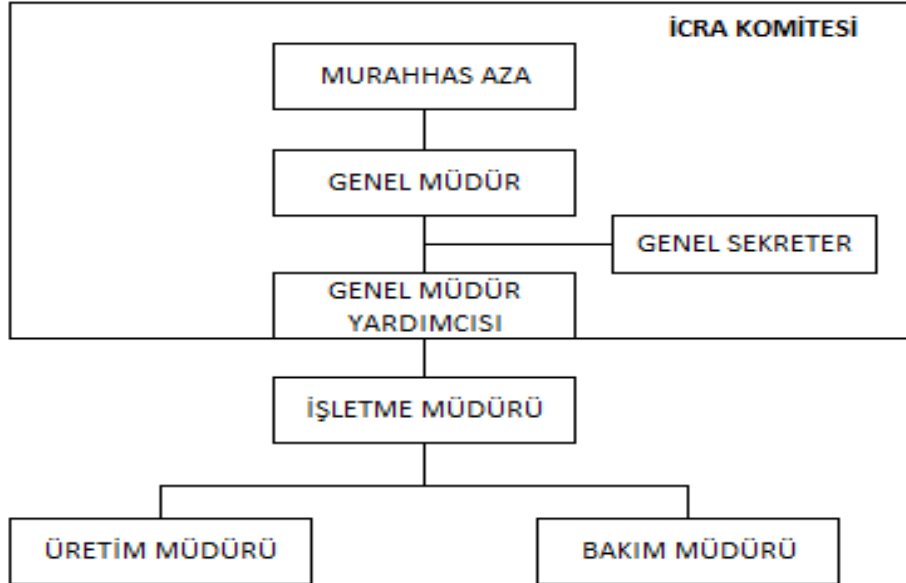 İCRA KOMİTESİ
MURAHHAS AZA
GENEL MÜDÜR
GENEL SEKRETER
GENEL MÜDÜR
YARDIMCISI
İŞLETME MÜDÜRÜ
ÜRETİM MÜDÜRÜ
BAKIM MÜDÜRÜ